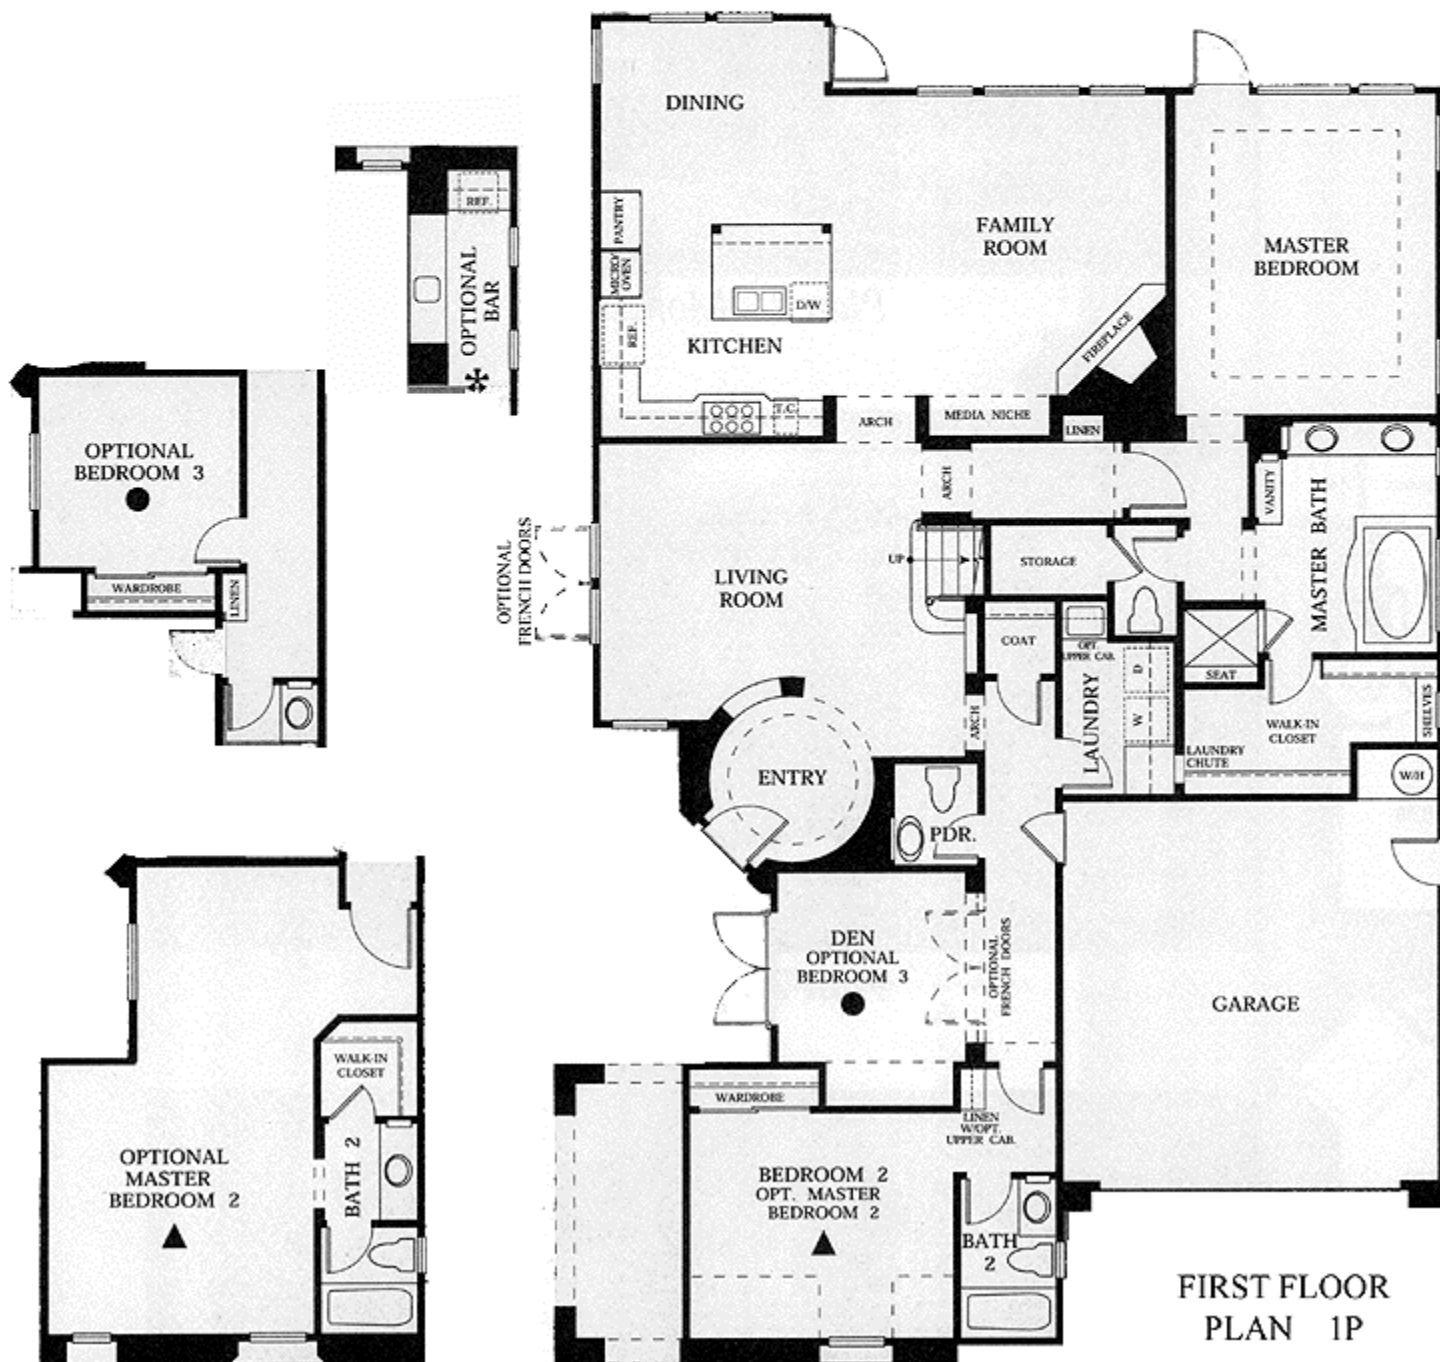 DINING
REF.
OPTIONAL
BAR
PANTRY
MICRO/
OVEN
REF.
D/W
KITCHEN
T.C.
FAMILY
ROOM
FIREPLACE
MEDIA NICHE
ARCH
MASTER
BEDROOM
LINEN
ARCH
VANITY
MASTER BATH
OPTIONAL
BEDROOM 3
WARDROBE
LINEN
OPTIONAL
FRENCH DOORS
LIVING
ROOM
UP
STORAGE
COAT
OPT.
UPPER CAB.
LAUNDRY
D
W
SEAT
WALK-IN
CLOSET
SHELVES
LAUNDRY
CHUTE
W/H
ARCH
ENTRY
PDR.
DEN
OPTIONAL
BEDROOM 3
OPTIONAL
FRENCH DOORS
GARAGE
WALK-IN
CLOSET
OPTIONAL
MASTER
BEDROOM 2
BATH 2
WARDROBE
LINEN
W/OPT.
UPPER CAB.
BEDROOM 2
OPT. MASTER
BEDROOM 2
BATH
2
FIRST FLOOR
PLAN 1P